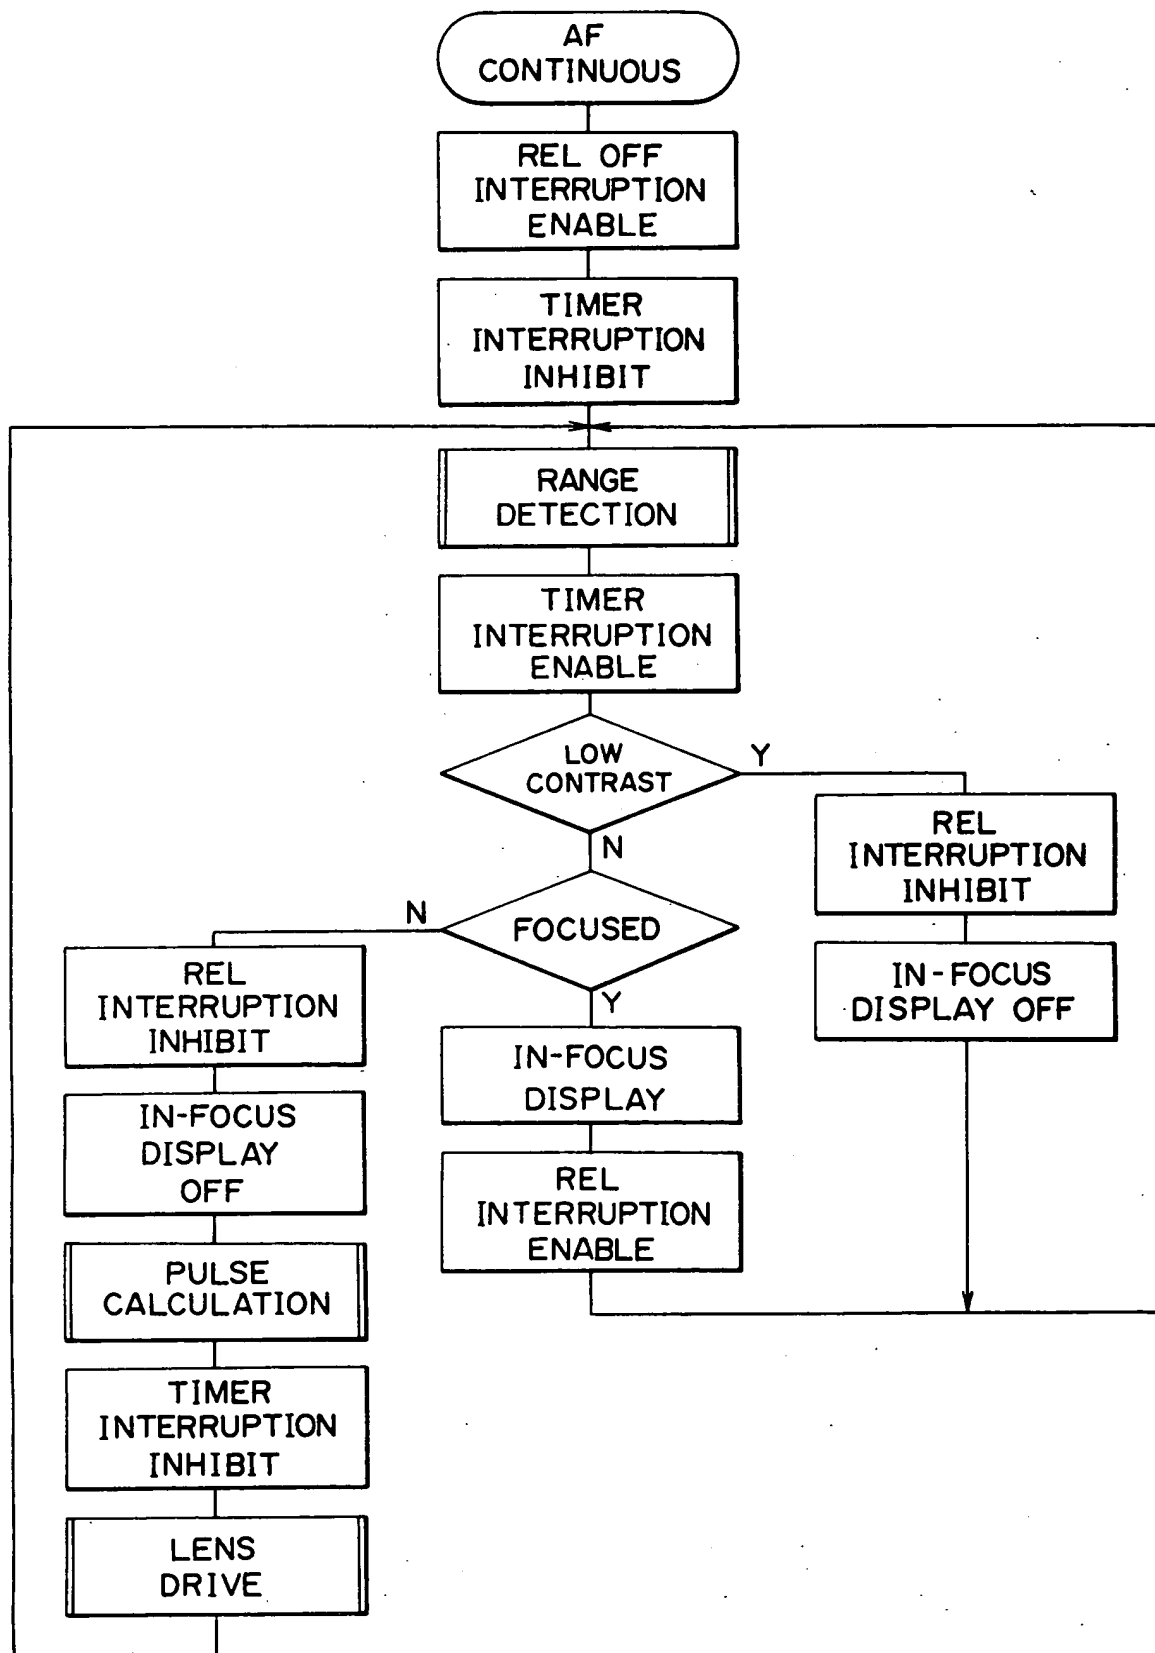 AF
CONTINUOUS
REL OFF
INTERRUPTION
ENABLE
TIMER
INTERRUPTION
INHIBIT
RANGE
DETECTION
TIMER
INTERRUPTION
ENABLE
LOW
CONTRAST
Y
N
REL
INTERRUPTION
INHIBIT
IN-FOCUS
DISPLAY OFF
FOCUSED
N
Y
REL
INTERRUPTION
INHIBIT
IN-FOCUS
DISPLAY
OFF
PULSE
CALCULATION
TIMER
INTERRUPTION
INHIBIT
LENS
DRIVE
IN-FOCUS
DISPLAY
REL
INTERRUPTION
ENABLE